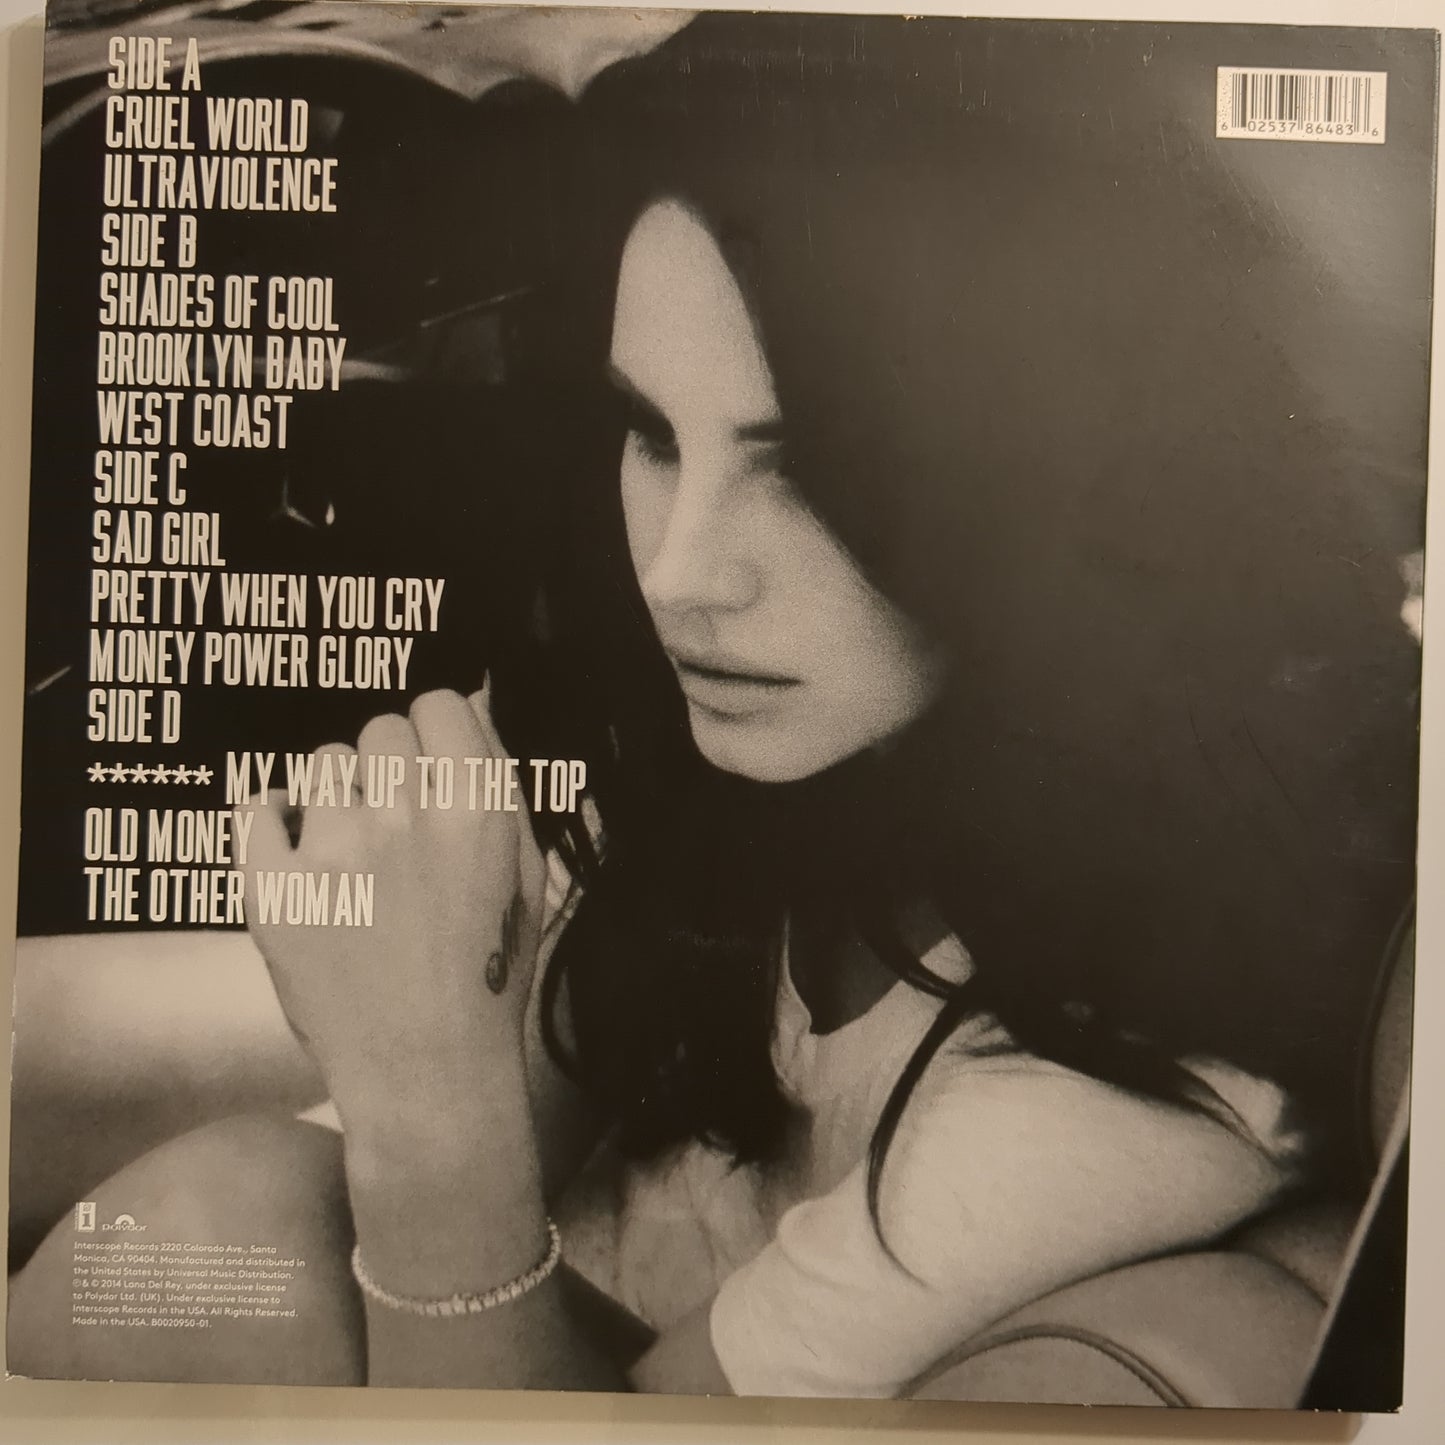 SIDE A
CRUEL WORLD
ULTRAVIOLENCE
SIDE B
SHADES OF COOL
BROOKLYN BABY
WEST COAST
SIDE C
SAD GIRL
PRETTY WHEN YOU CRY
MONEY POWER GLORY
SIDE D
****** MY WAY UP TO THE TOP
OLD MONEY
THE OTHER WOMAN
6 02537 86483 6
i polydor
Interscope Records 2220 Colorado Ave., Santa
Monica, CA 90404. Manufactured and distributed in
the United States by Universal Music Distribution.
℗& © 2014 Lana Del Rey, under exclusive license
to Polydor Ltd. (UK). Under exclusive license to
Interscope Records in the USA. All Rights Reserved.
Made in the USA. B0020950-01.